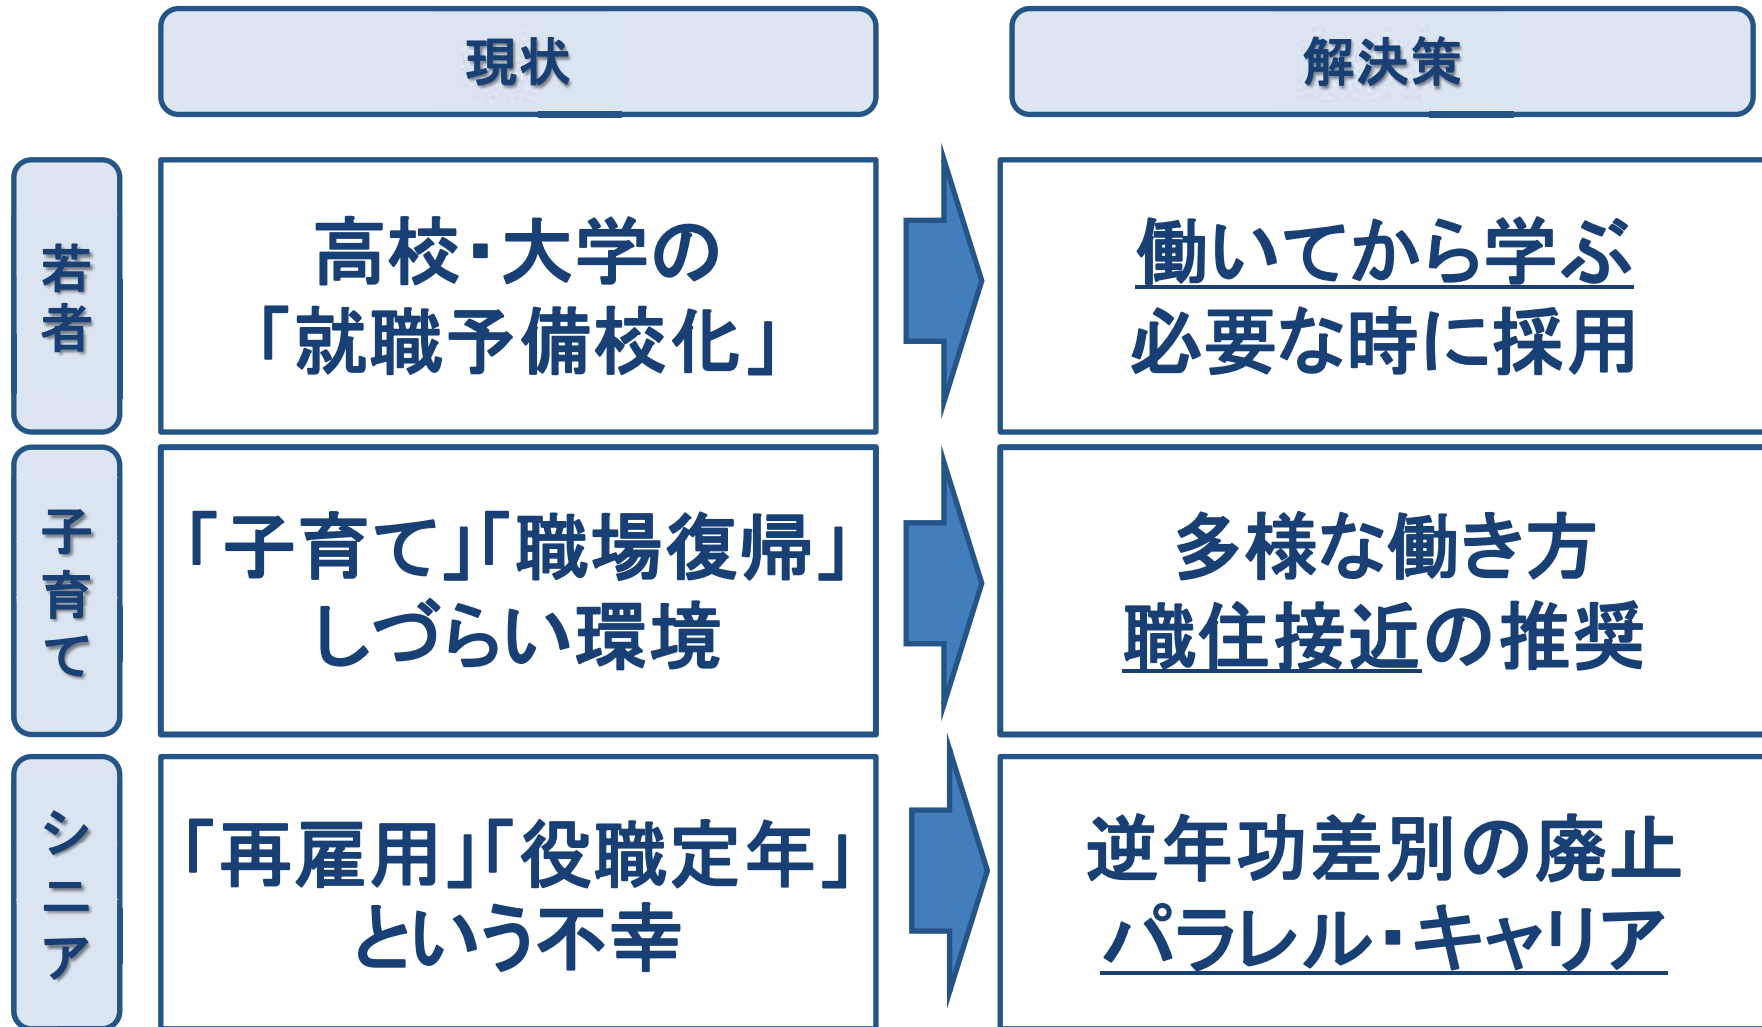 現状
解決策
若者
高校・大学の
「就職予備校化」
働いてから学ぶ
必要な時に採用
子育て
「子育て」「職場復帰」
しづらい環境
多様な働き方
職住接近の推奨
シニア
「再雇用」「役職定年」
という不幸
逆年功差別の廃止
パラレル・キャリア